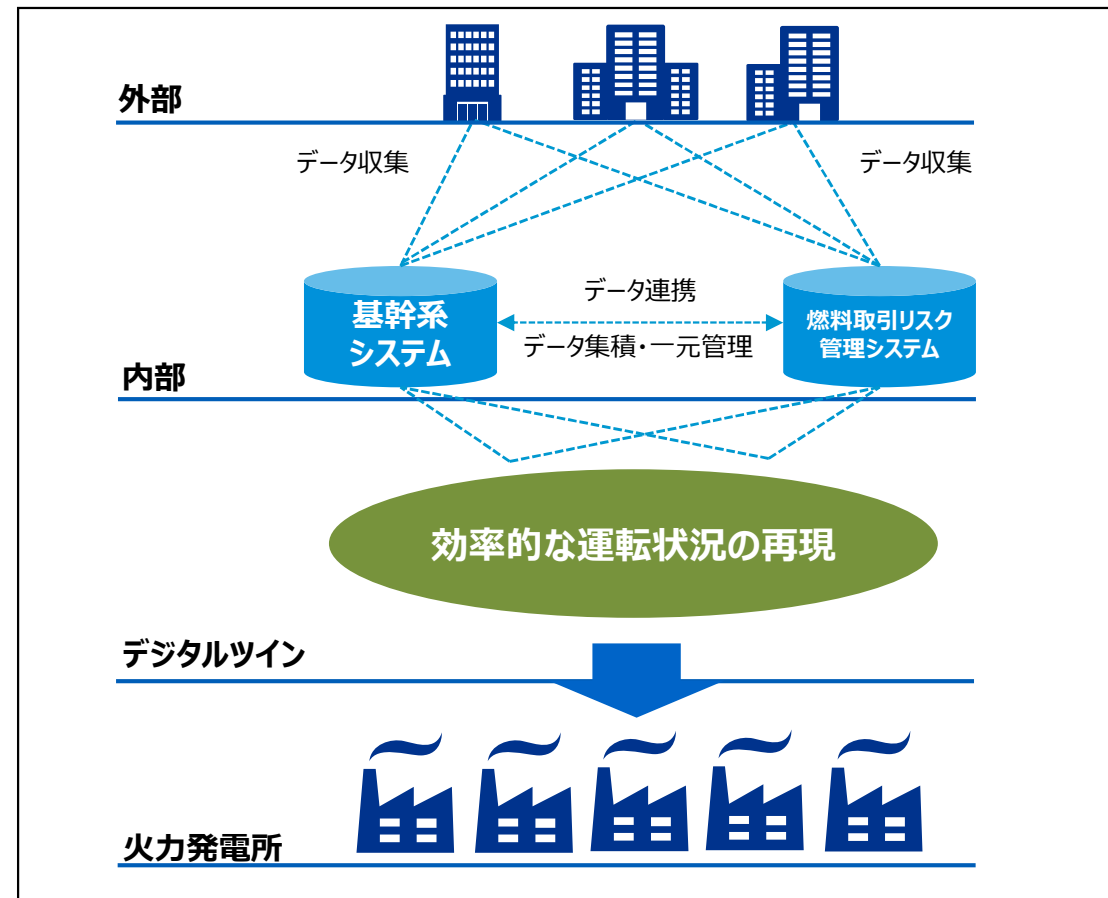 外部
データ収集
データ収集
基幹系
システム
データ連携
データ集積・一元管理
燃料取引リスク
管理システム
内部
効率的な運転状況の再現
デジタルツイン
火力発電所